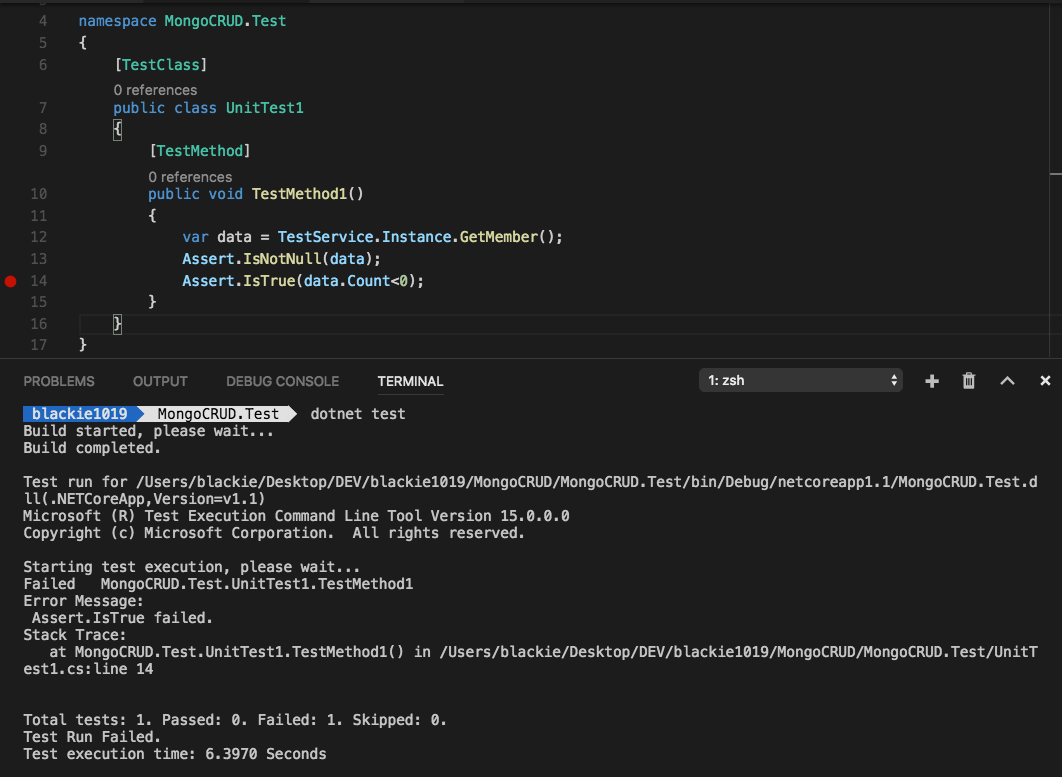 4 namespace MongoCRUD.Test
5 {
6 [TestClass]
0 references
7 public class UnitTest1
8 {
9 [TestMethod]
0 references
10 public void TestMethod1()
11 {
12 var data = TestService.Instance.GetMember();
13 Assert.IsNotNull(data);
14 Assert.IsTrue(data.Count<0);
15 }
16 }
17 }
PROBLEMS OUTPUT DEBUG CONSOLE TERMINAL 1: zsh
blackie1019 MongoCRUD.Test dotnet test
Build started, please wait...
Build completed.
Test run for /Users/blackie/Desktop/DEV/blackie1019/MongoCRUD/MongoCRUD.Test/bin/Debug/netcoreapp1.1/MongoCRUD.Test.d
ll(.NETCoreApp,Version=v1.1)
Microsoft (R) Test Execution Command Line Tool Version 15.0.0.0
Copyright (c) Microsoft Corporation.  All rights reserved.
Starting test execution, please wait...
Failed   MongoCRUD.Test.UnitTest1.TestMethod1
Error Message:
Assert.IsTrue failed.
Stack Trace:
at MongoCRUD.Test.UnitTest1.TestMethod1() in /Users/blackie/Desktop/DEV/blackie1019/MongoCRUD/MongoCRUD.Test/UnitT
est1.cs:line 14
Total tests: 1. Passed: 0. Failed: 1. Skipped: 0.
Test Run Failed.
Test execution time: 6.3970 Seconds